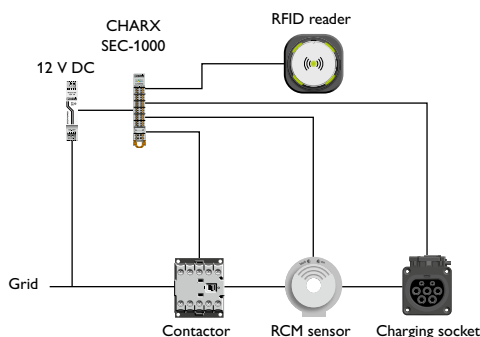 CHARX
SEC-1000
RFID reader
12 V DC
Grid
Contactor
RCM sensor
Charging socket